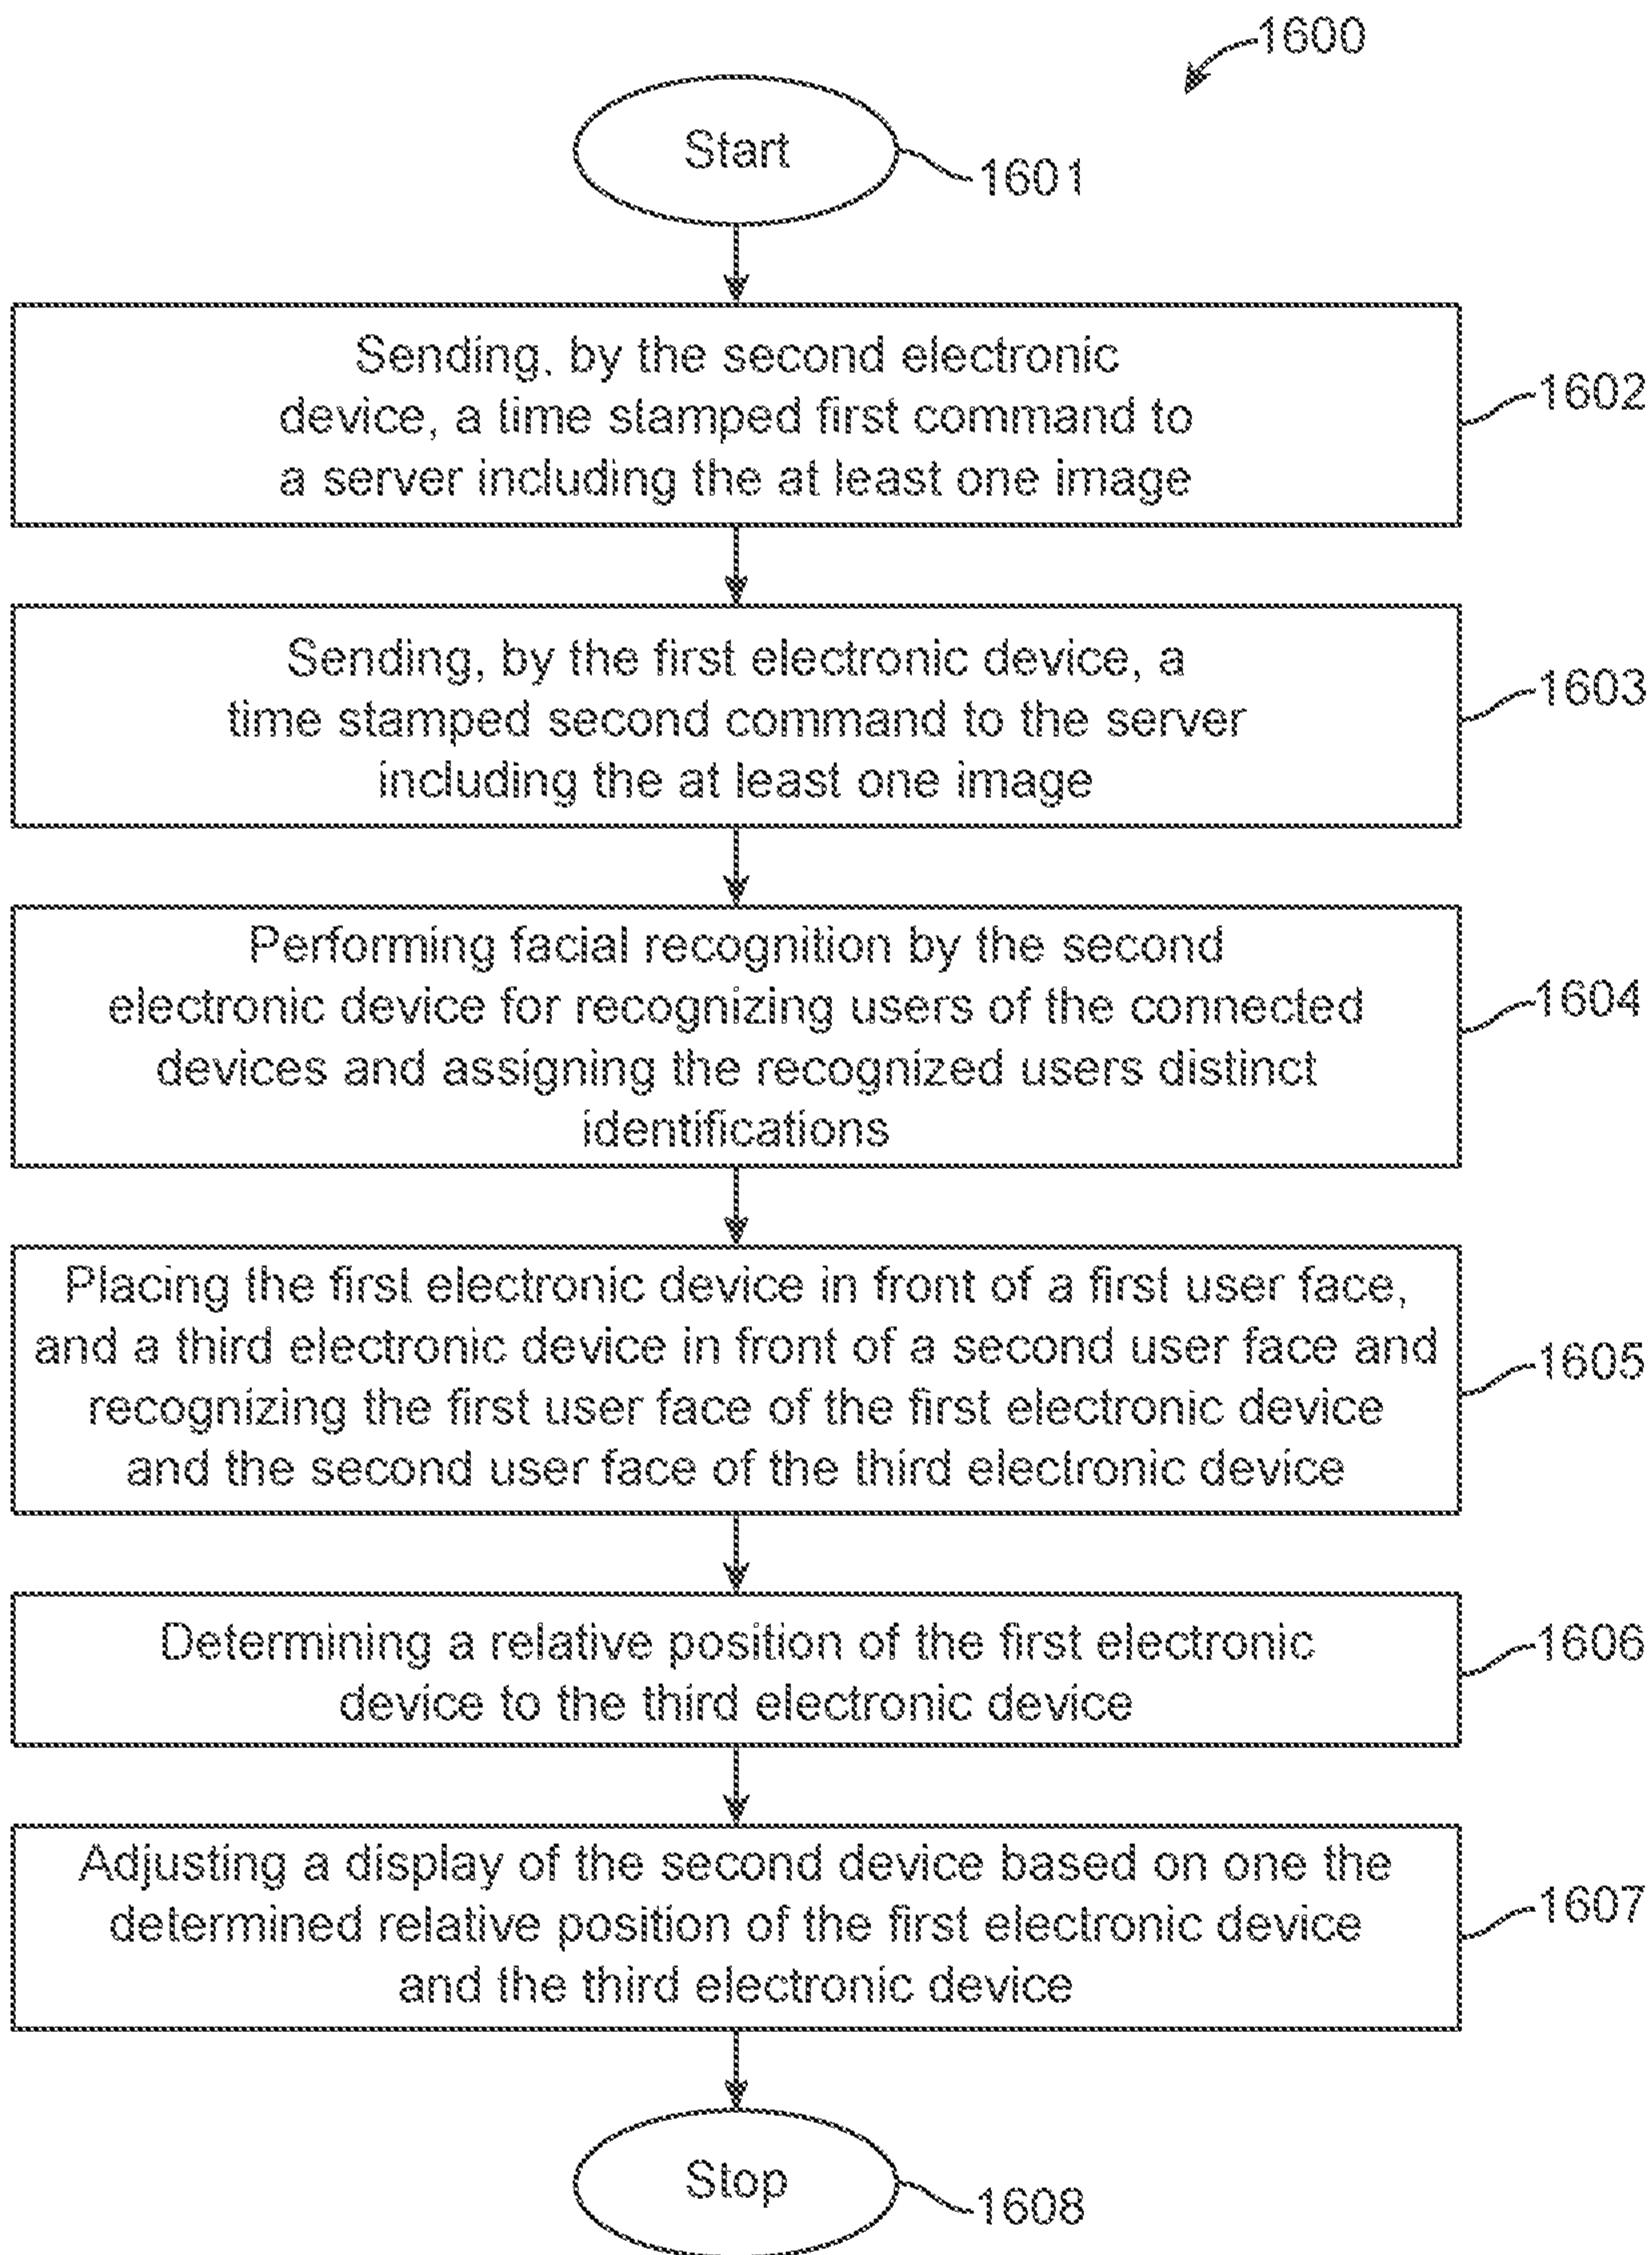 1600
Start
1601
Sending, by the second electronic
device, a time stamped first command to
a server including the at least one image
1602
Sending, by the first electronic device, a
time stamped second command to the server
including the at least one image
1603
Performing facial recognition by the second
electronic device for recognizing users of the connected
devices and assigning the recognized users distinct
identifications
1604
Placing the first electronic device in front of a first user face,
and a third electronic device in front of a second user face and
recognizing the first user face of the first electronic device
and the second user face of the third electronic device
1605
Determining a relative position of the first electronic
device to the third electronic device
1606
Adjusting a display of the second device based on one the
determined relative position of the first electronic device
and the third electronic device
1607
Stop
1608